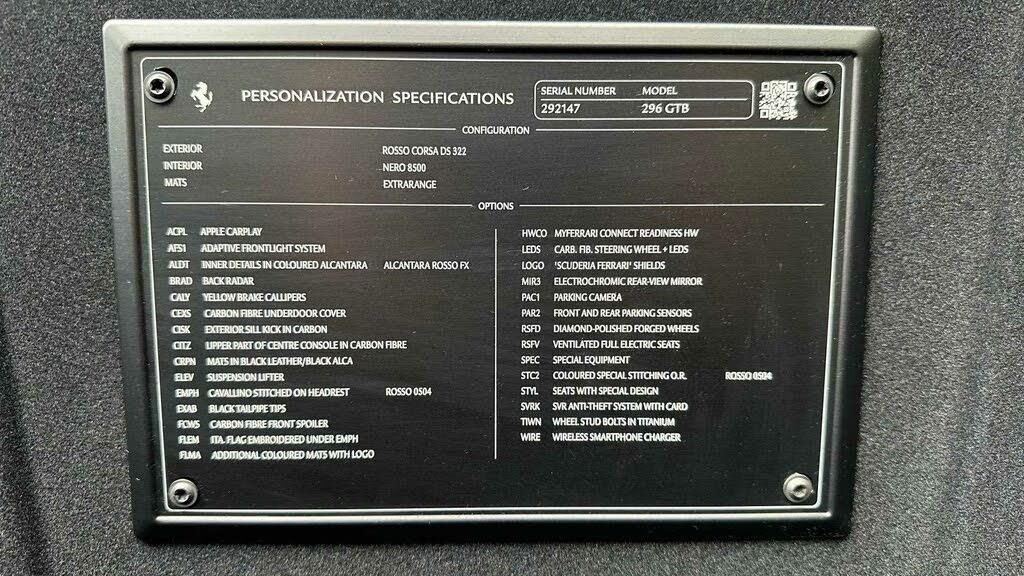 PERSONALIZATION SPECIFICATIONS
SERIAL NUMBER MODEL
292147 296 GTB
CONFIGURATION
EXTERIOR ROSSO CORSA DS 322
INTERIOR NERO 8500
MATS EXTRARANGE
OPTIONS
ACPL APPLE CARPLAY
AFS1 ADAPTIVE FRONTLIGHT SYSTEM
ALDT INNER DETAILS IN COLOURED ALCANTARA ALCANTARA ROSSO FX
BRAD BACK RADAR
CALY YELLOW BRAKE CALLIPERS
CEXS CARBON FIBRE UNDERDOOR COVER
CISK EXTERIOR SILL KICK IN CARBON
CITZ UPPER PART OF CENTRE CONSOLE IN CARBON FIBRE
CRPN MATS IN BLACK LEATHER/BLACK ALCA
ELEV SUSPENSION LIFTER
EMPH CAVALLINO STITCHED ON HEADREST ROSSO 0504
EXAB BLACK TAILPIPE TIPS
FCWS CARBON FIBRE FRONT SPOILER
FLEM ITA. FLAG EMBROIDERED UNDER EMPH
FLMA ADDITIONAL COLOURED MATS WITH LOGO
HWCO MYFERRARI CONNECT READINESS HW
LEDS CARB. FIB. STEERING WHEEL + LEDS
LOGO 'SCUDERIA FERRARI' SHIELDS
MIR3 ELECTROCHROMIC REAR-VIEW MIRROR
PAC1 PARKING CAMERA
PAR2 FRONT AND REAR PARKING SENSORS
RSFD DIAMOND-POLISHED FORGED WHEELS
RSFV VENTILATED FULL ELECTRIC SEATS
SPEC SPECIAL EQUIPMENT
STC2 COLOURED SPECIAL STITCHING O.R. ROSSO 0504
STYL SEATS WITH SPECIAL DESIGN
SVRK SVR ANTI-THEFT SYSTEM WITH CARD
TIWN WHEEL STUD BOLTS IN TITANIUM
WIRE WIRELESS SMARTPHONE CHARGER